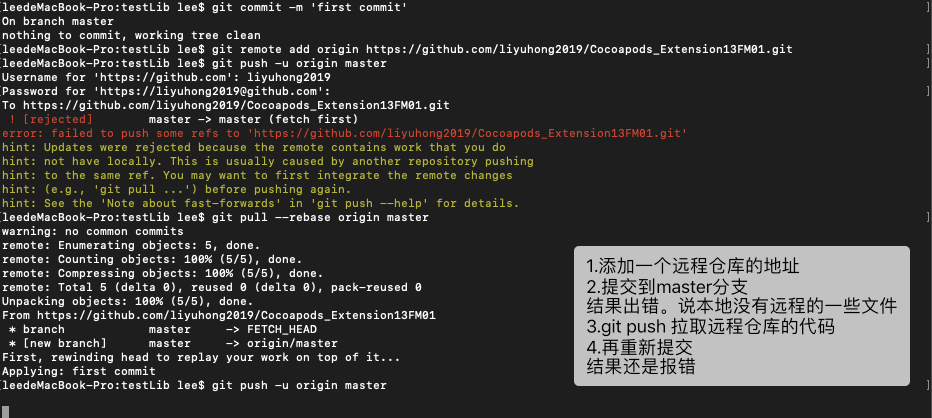 [leedeMacBook-Pro:testLib lee$ git commit -m 'first commit' ]
On branch master
nothing to commit, working tree clean
[leedeMacBook-Pro:testLib lee$ git remote add origin https://github.com/liyuhong2019/Cocoapods_Extension13FM01.git ]
[leedeMacBook-Pro:testLib lee$ git push -u origin master ]
Username for 'https://github.com': liyuhong2019
Password for 'https://liyuhong2019@github.com':
To https://github.com/liyuhong2019/Cocoapods_Extension13FM01.git
! [rejected] master -> master (fetch first)
error: failed to push some refs to 'https://github.com/liyuhong2019/Cocoapods_Extension13FM01.git'
hint: Updates were rejected because the remote contains work that you do
hint: not have locally. This is usually caused by another repository pushing
hint: to the same ref. You may want to first integrate the remote changes
hint: (e.g., 'git pull ...') before pushing again.
hint: See the 'Note about fast-forwards' in 'git push --help' for details.
[leedeMacBook-Pro:testLib lee$ git pull --rebase origin master ]
warning: no common commits
remote: Enumerating objects: 5, done.
remote: Counting objects: 100% (5/5), done.
remote: Compressing objects: 100% (5/5), done.
remote: Total 5 (delta 0), reused 0 (delta 0), pack-reused 0
Unpacking objects: 100% (5/5), done.
From https://github.com/liyuhong2019/Cocoapods_Extension13FM01
* branch master -> FETCH_HEAD
* [new branch] master -> origin/master
First, rewinding head to replay your work on top of it...
Applying: first commit
[leedeMacBook-Pro:testLib lee$ git push -u origin master ]
1.添加一个远程仓库的地址
2.提交到master分支
结果出错。说本地没有远程的一些文件
3.git push 拉取远程仓库的代码
4.再重新提交
结果还是报错